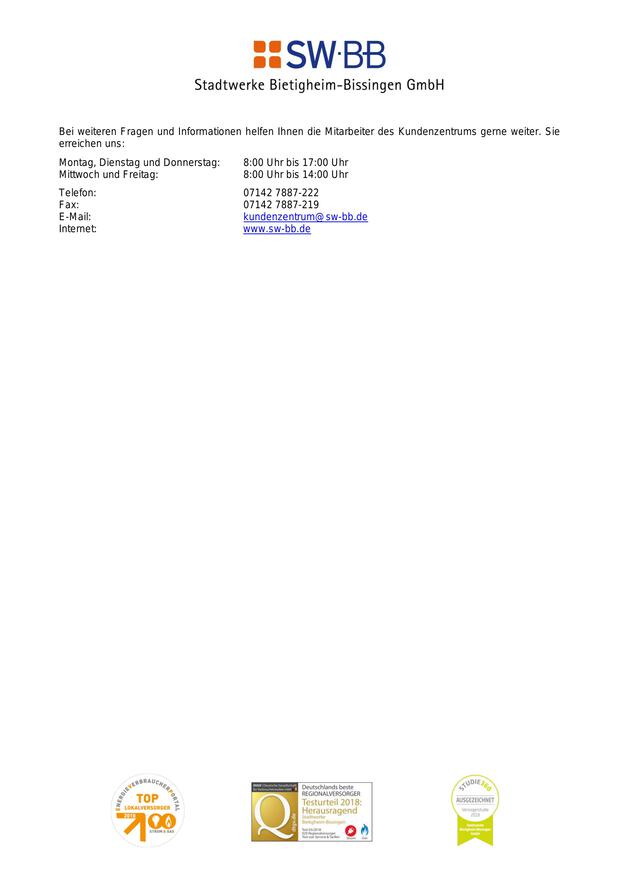 SW·BB
Stadtwerke Bietigheim-Bissingen GmbH
Bei weiteren Fragen und Informationen helfen Ihnen die Mitarbeiter des Kundenzentrums gerne weiter. Sie
erreichen uns:
Montag, Dienstag und Donnerstag: 8:00 Uhr bis 17:00 Uhr
Mittwoch und Freitag: 8:00 Uhr bis 14:00 Uhr
Telefon: 07142 7887-222
Fax: 07142 7887-219
E-Mail: kundenzentrum@sw-bb.de
Internet: www.sw-bb.de
ENERGIEVERBRAUCHERPORTAL
TOP
LOKALVERSORGER
2018
STROM & GAS
Deutschlands beste
REGIONALVERSORGER
Testurteil 2018:
Herausragend
Stadtwerke
Bietigheim-Bissingen
STUDIE360
AUSGEZEICHNET
Versorgerstudie
2018
Stadtwerke
Bietigheim-Bissingen
GmbH